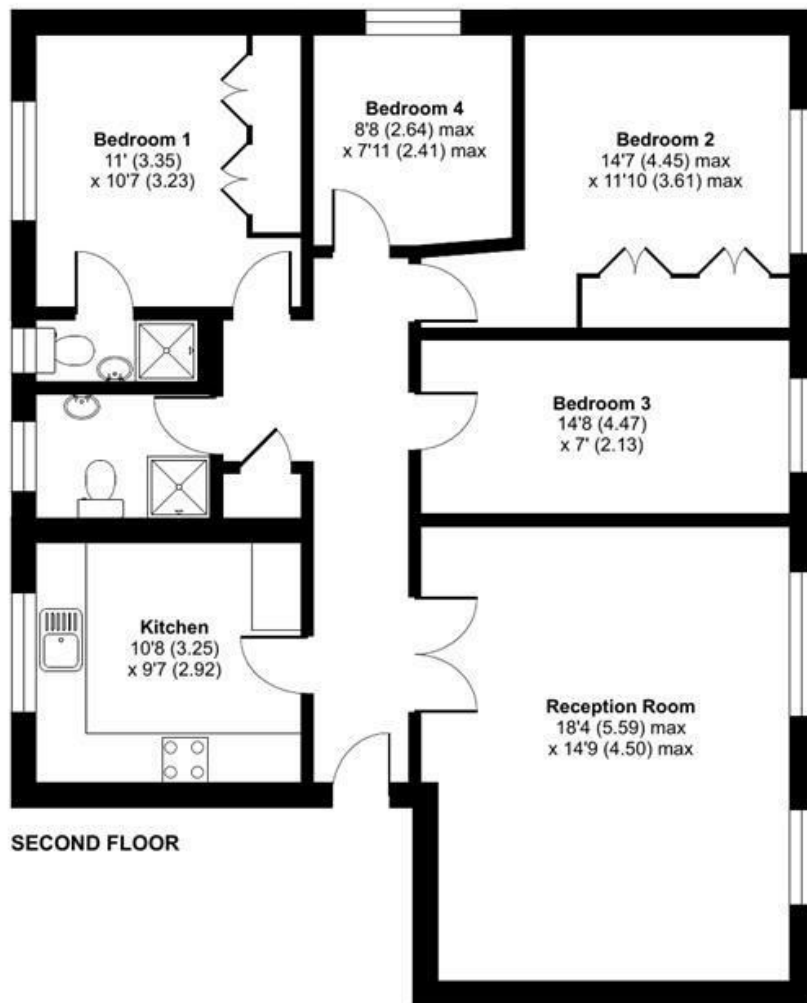 Bedroom 1
11' (3.35)
x 10'7 (3.23)
Bedroom 4
8'8 (2.64) max
x 7'11 (2.41) max
Bedroom 2
14'7 (4.45) max
x 11'10 (3.61) max
Bedroom 3
14'8 (4.47)
x 7' (2.13)
Kitchen
10'8 (3.25)
x 9'7 (2.92)
Reception Room
18'4 (5.59) max
x 14'9 (4.50) max
SECOND FLOOR